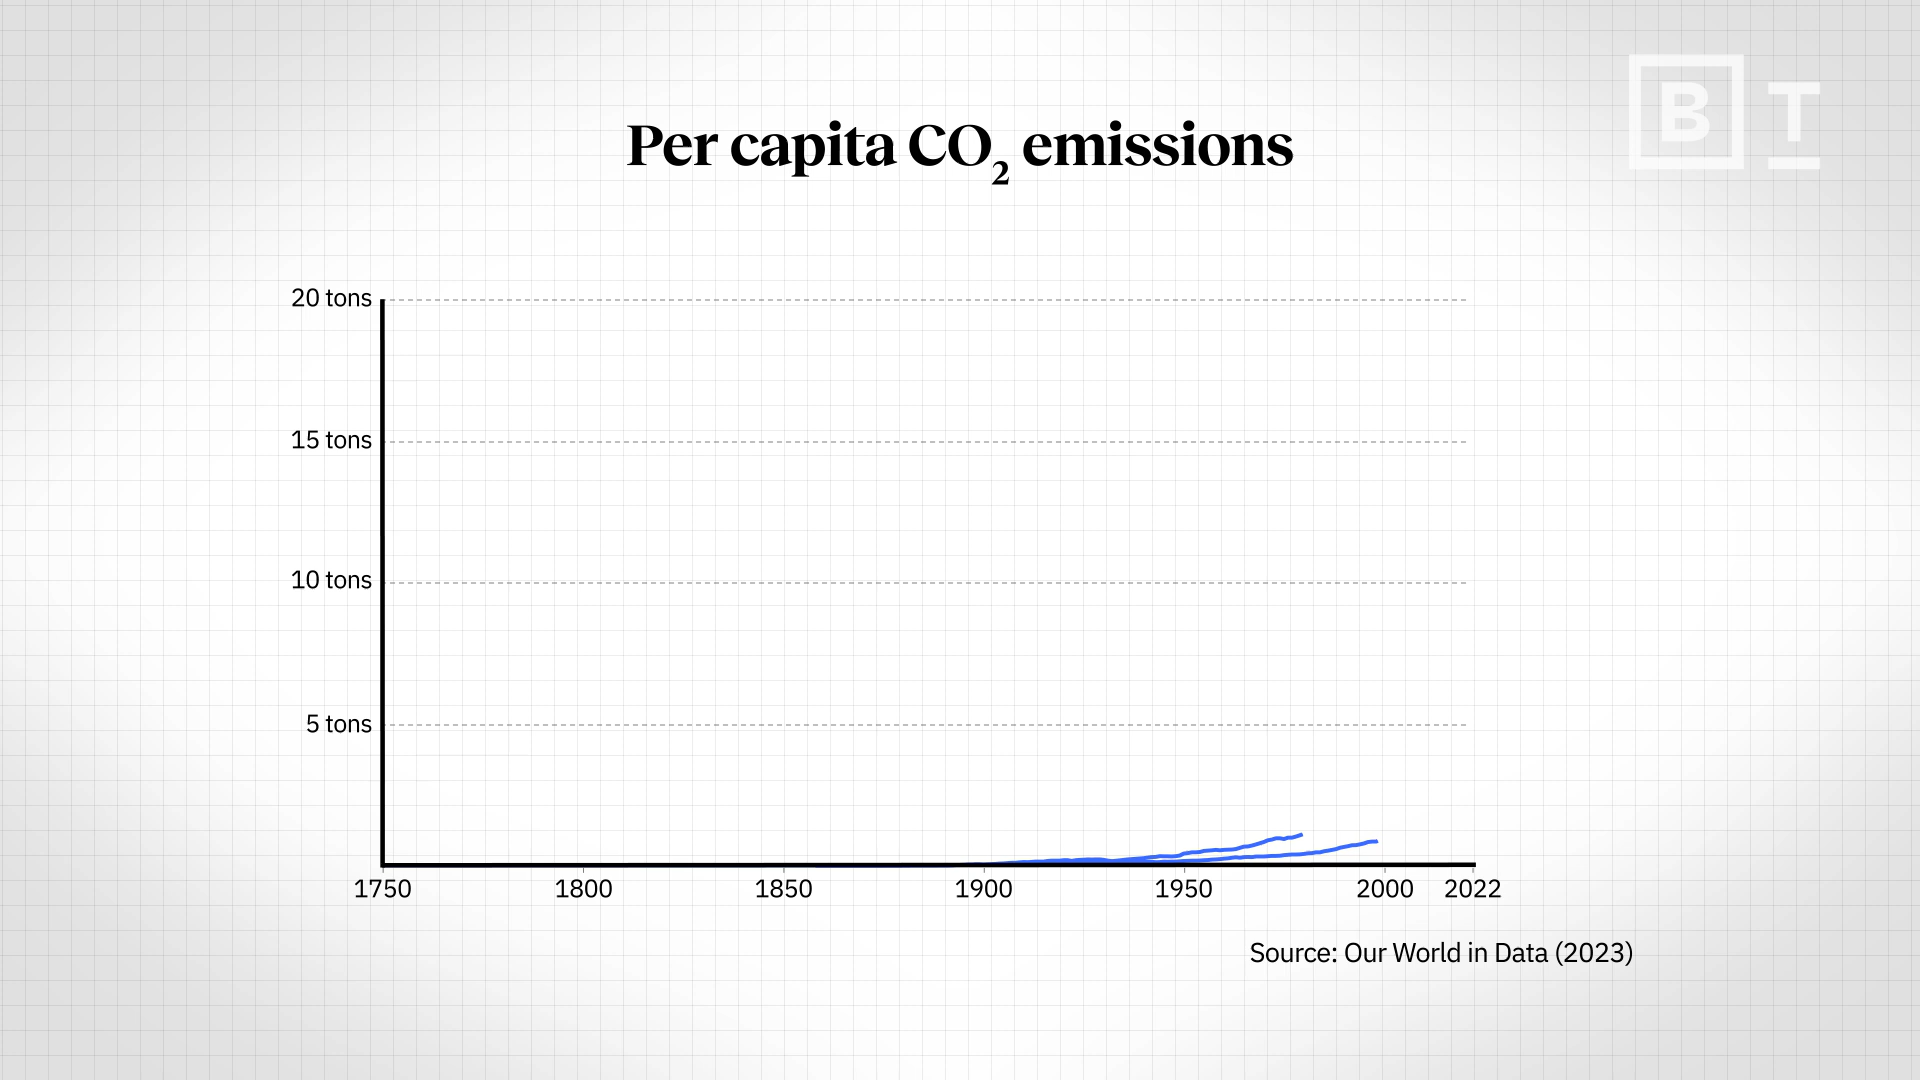 B T
Per capita CO₂ emissions
20 tons
15 tons
10 tons
5 tons
1750 1800 1850 1900 1950 2000 2022
Source: Our World in Data (2023)